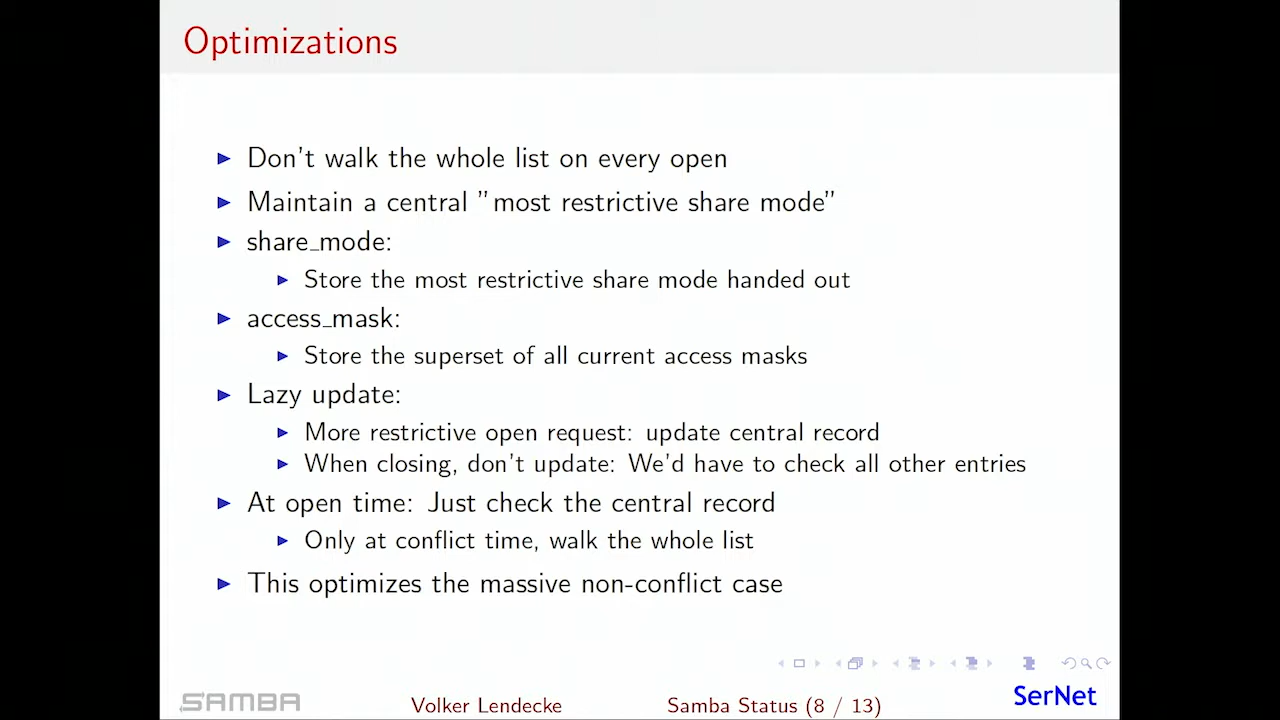 Optimizations
Don't walk the whole list on every open
Maintain a central "most restrictive share mode"
share_mode:
Store the most restrictive share mode handed out
access_mask:
Store the superset of all current access masks
Lazy update:
More restrictive open request: update central record
When closing, don't update: We'd have to check all other entries
At open time: Just check the central record
Only at conflict time, walk the whole list
This optimizes the massive non-conflict case
SAMBA
Volker Lendecke
Samba Status (8 / 13)
SerNet